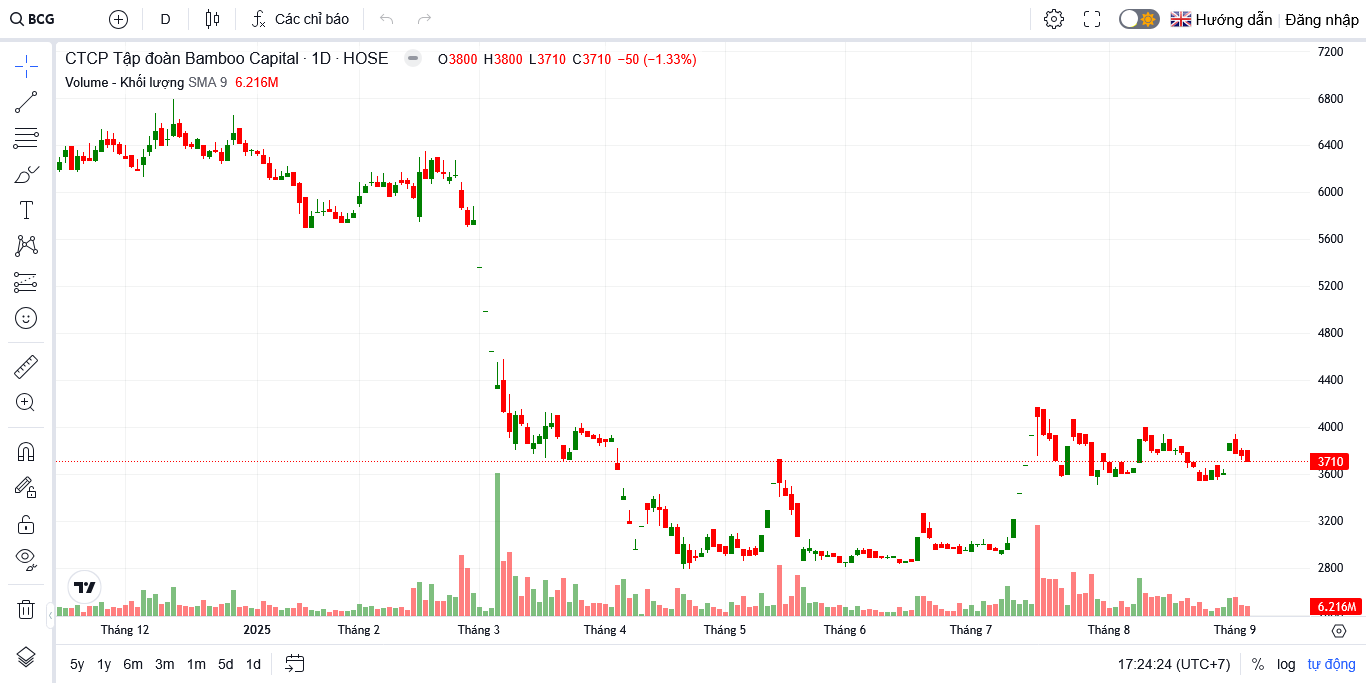 BCG D Các chỉ báo Hướng dẫn Đăng nhập
CTCP Tập đoàn Bamboo Capital · 1D · HOSE O3800 H3800 L3710 C3710 −50 (−1.33%)
Volume - Khối lượng SMA 9 6.216M
7200
6800
6400
6000
5600
5200
4800
4400
4000
3710
3600
3200
2800
6.216M
Tháng 12 2025 Tháng 2 Tháng 3 Tháng 4 Tháng 5 Tháng 6 Tháng 7 Tháng 8 Tháng 9
5y 1y 6m 3m 1m 5d 1d 17:24:24 (UTC+7) % log tự động